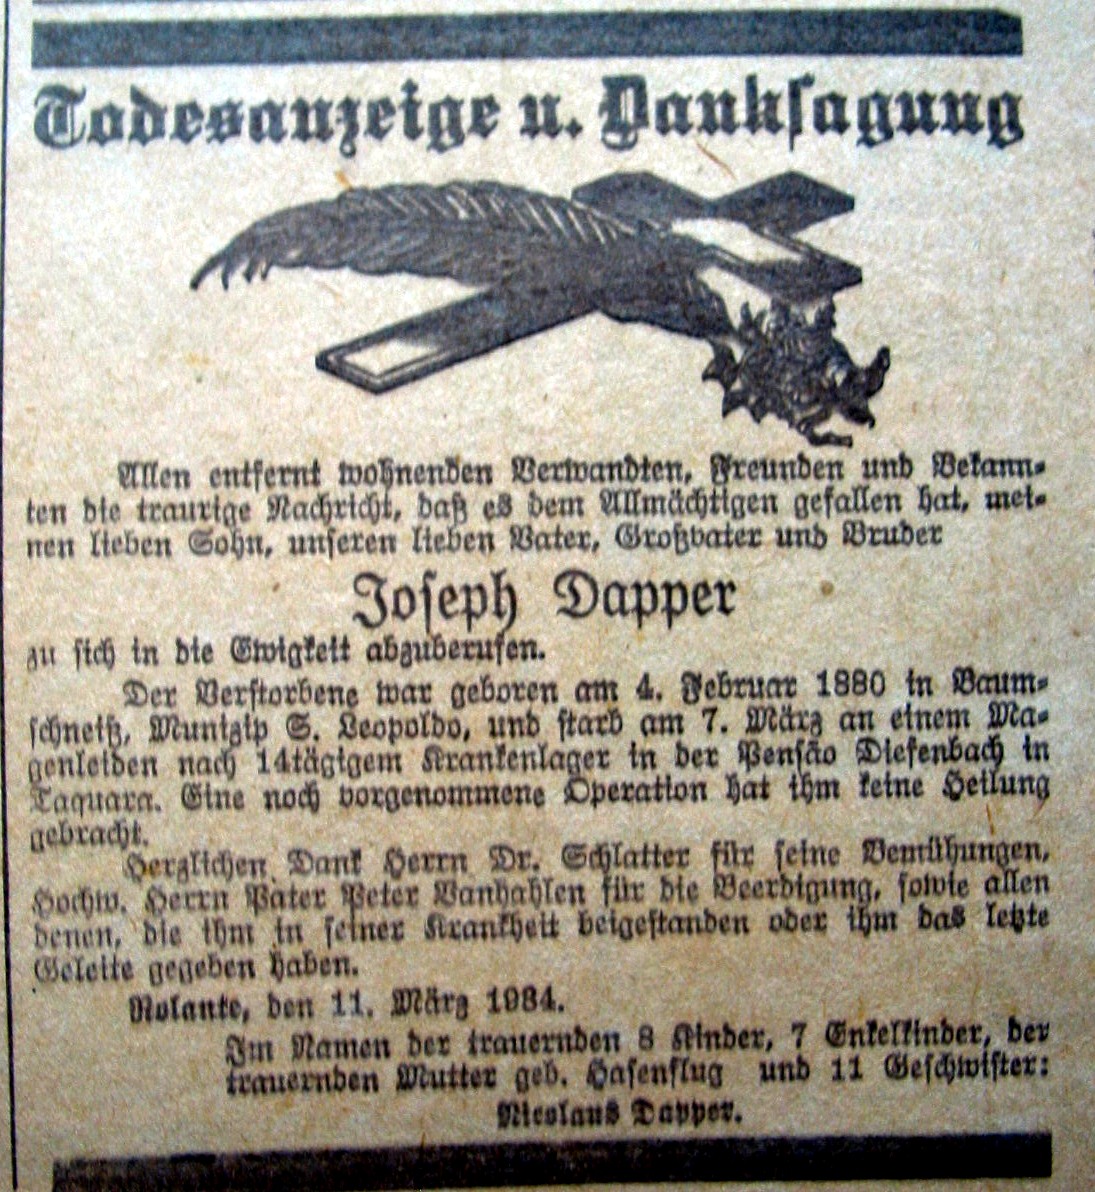 Todesanzeige u. Danksagung
Allen entfernt wohnenden Verwandten, Freunden und Bekann-
ten die traurige Nachricht, daß es dem Allmächtigen gefallen hat, mei-
nen lieben Sohn, unseren lieben Vater, Großvater und Bruder
Joseph Dapper
zu sich in die Ewigkeit abzuberufen.
Der Verstorbene war geboren am 4. Februar 1880 in Baum-
schneiß, Munizip S. Leopoldo, und starb am 7. März an einem Ma-
genleiden nach 14tägigem Krankenlager in der Pensão Diefenbach in
Taquara. Eine noch vorgenommene Operation hat ihm keine Heilung
gebracht.
Herzlichen Dank Herrn Dr. Schlatter für seine Bemühungen,
Hochw. Herrn Pater Peter Vanhahlen für die Beerdigung, sowie allen
denen, die ihm in seiner Krankheit beigestanden oder ihm das letzte
Geleite gegeben haben.
Rolante, den 11. März 1934.
Im Namen der trauernden 8 Kinder, 7 Enkelkinder, der
trauernden Mutter geb. Hasenflug und 11 Geschwister:
Nicolaus Dapper.